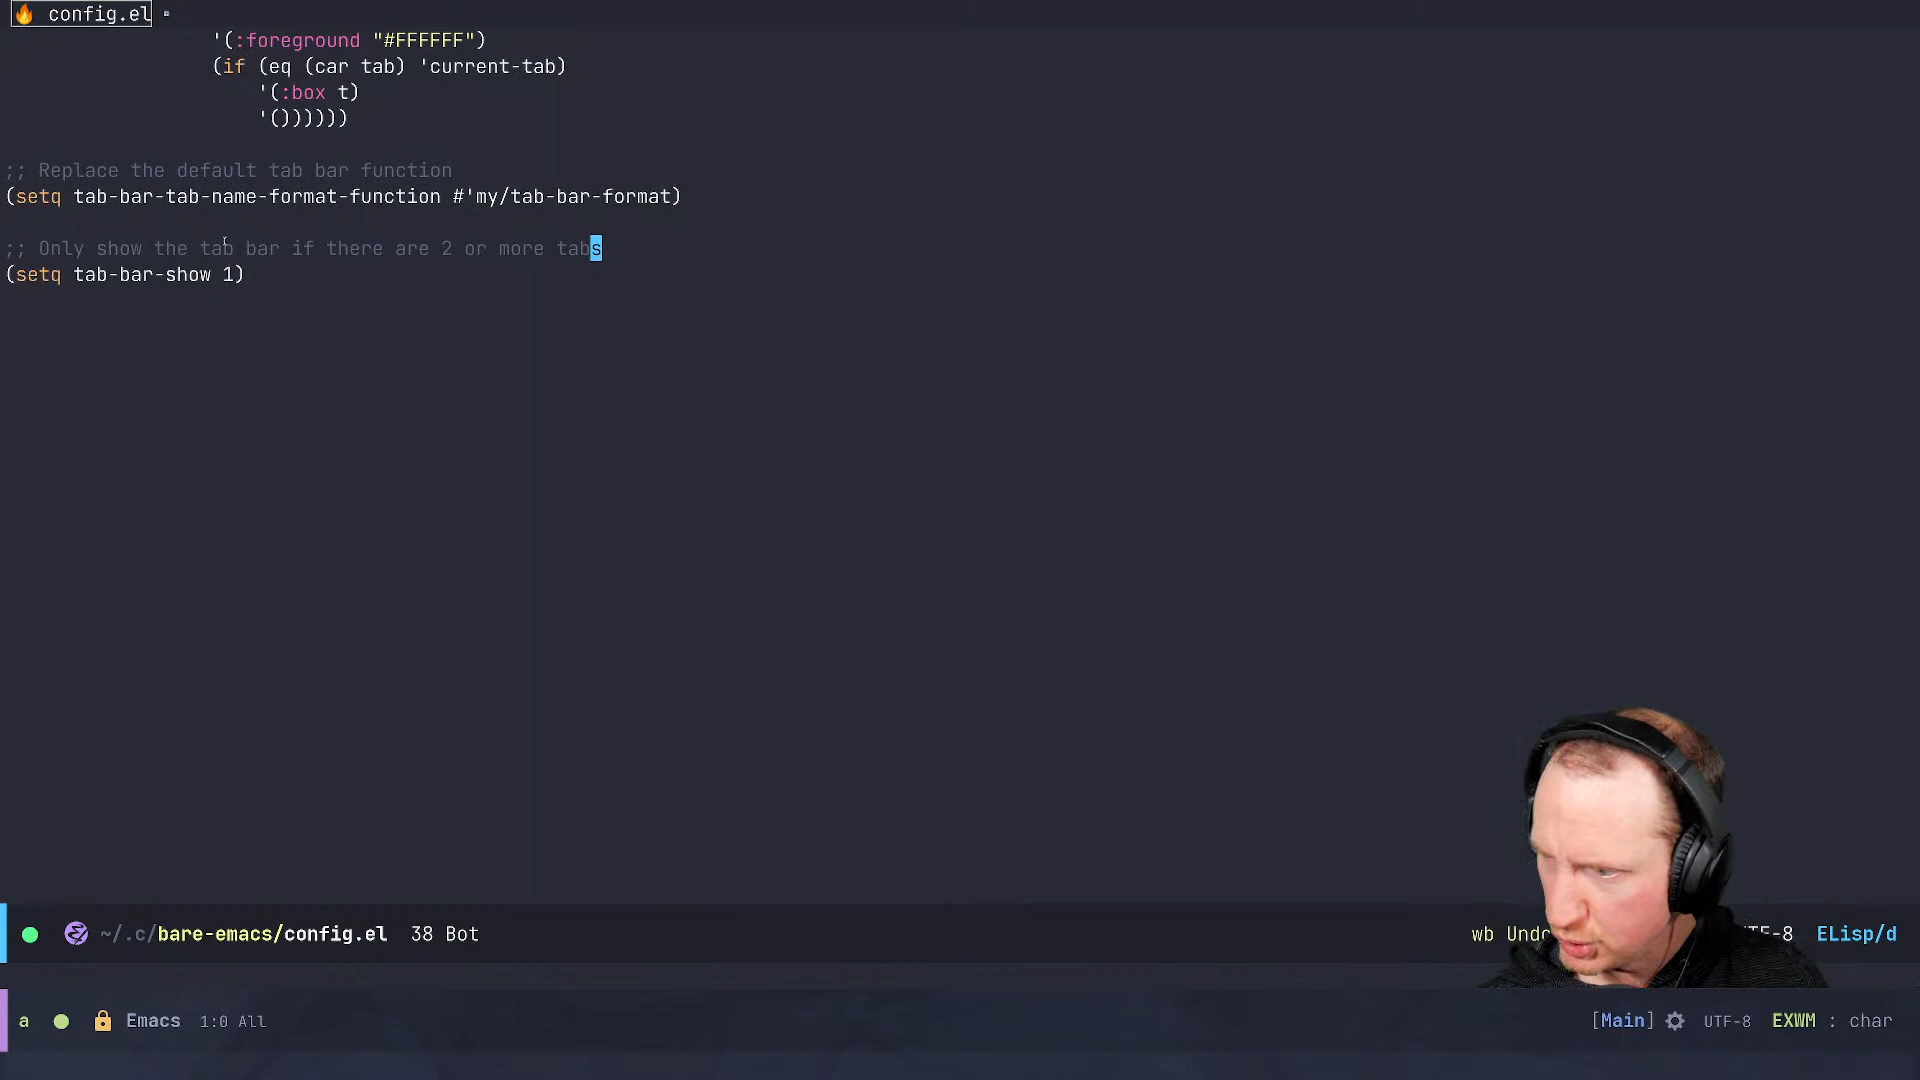 🔥 config.el
'(:foreground "#FFFFFF")
(if (eq (car tab) 'current-tab)
'(:box t)
'())))))
;; Replace the default tab bar function
(setq tab-bar-tab-name-format-function #'my/tab-bar-format)
;; Only show the tab bar if there are 2 or more tabs
(setq tab-bar-show 1)
~/.c/bare-emacs/config.el 38 Bot wb ELisp/d
a Emacs 1:0 All [Main] UTF-8 EXWM : char